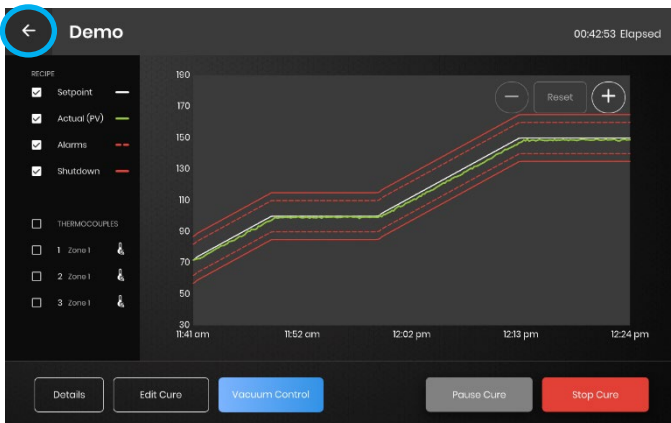 Demo
00:42:53 Elapsed
RECIPE
Setpoint
Actual (PV)
Alarms
Shutdown
THERMOCOUPLES
1 Zone 1
2 Zone 1
3 Zone 1
190
170
150
130
110
90
70
50
30
11:41 am
11:52 am
12:02 pm
12:13 pm
12:24 pm
Reset
Details
Edit Cure
Vacuum Control
Pause Cure
Stop Cure